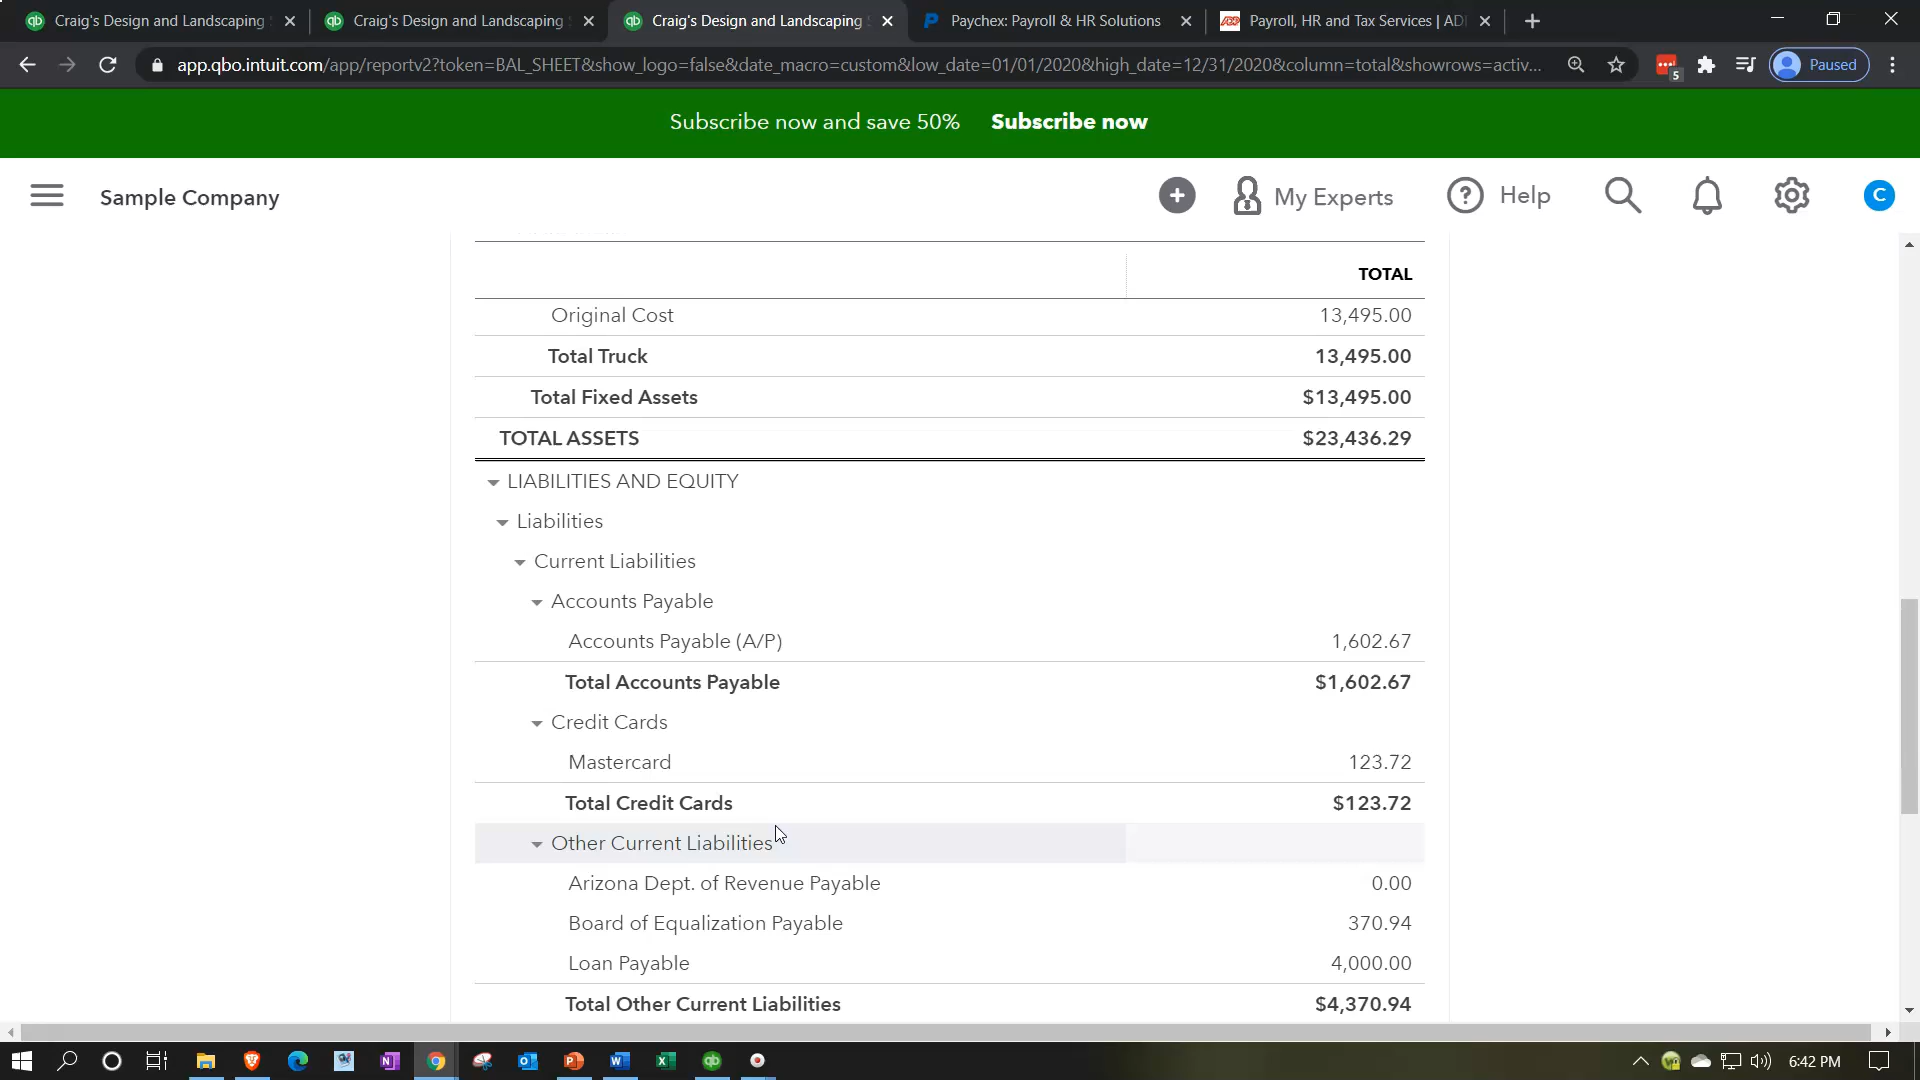 Craig's Design and Landscaping
Craig's Design and Landscaping
Craig's Design and Landscaping
Paychex: Payroll & HR Solutions
Payroll, HR and Tax Services | AD
app.qbo.intuit.com/app/reportv2?token=BAL_SHEET&show_logo=false&date_macro=custom&low_date=01/01/2020&high_date=12/31/2020&column=total&showrows=activ...
5
Paused
Subscribe now and save 50% Subscribe now
Sample Company
My Experts
? Help
C
TOTAL
Original Cost 13,495.00
Total Truck 13,495.00
Total Fixed Assets $13,495.00
TOTAL ASSETS $23,436.29
LIABILITIES AND EQUITY
Liabilities
Current Liabilities
Accounts Payable
Accounts Payable (A/P) 1,602.67
Total Accounts Payable $1,602.67
Credit Cards
Mastercard 123.72
Total Credit Cards $123.72
Other Current Liabilities
Arizona Dept. of Revenue Payable 0.00
Board of Equalization Payable 370.94
Loan Payable 4,000.00
Total Other Current Liabilities $4,370.94
6:42 PM